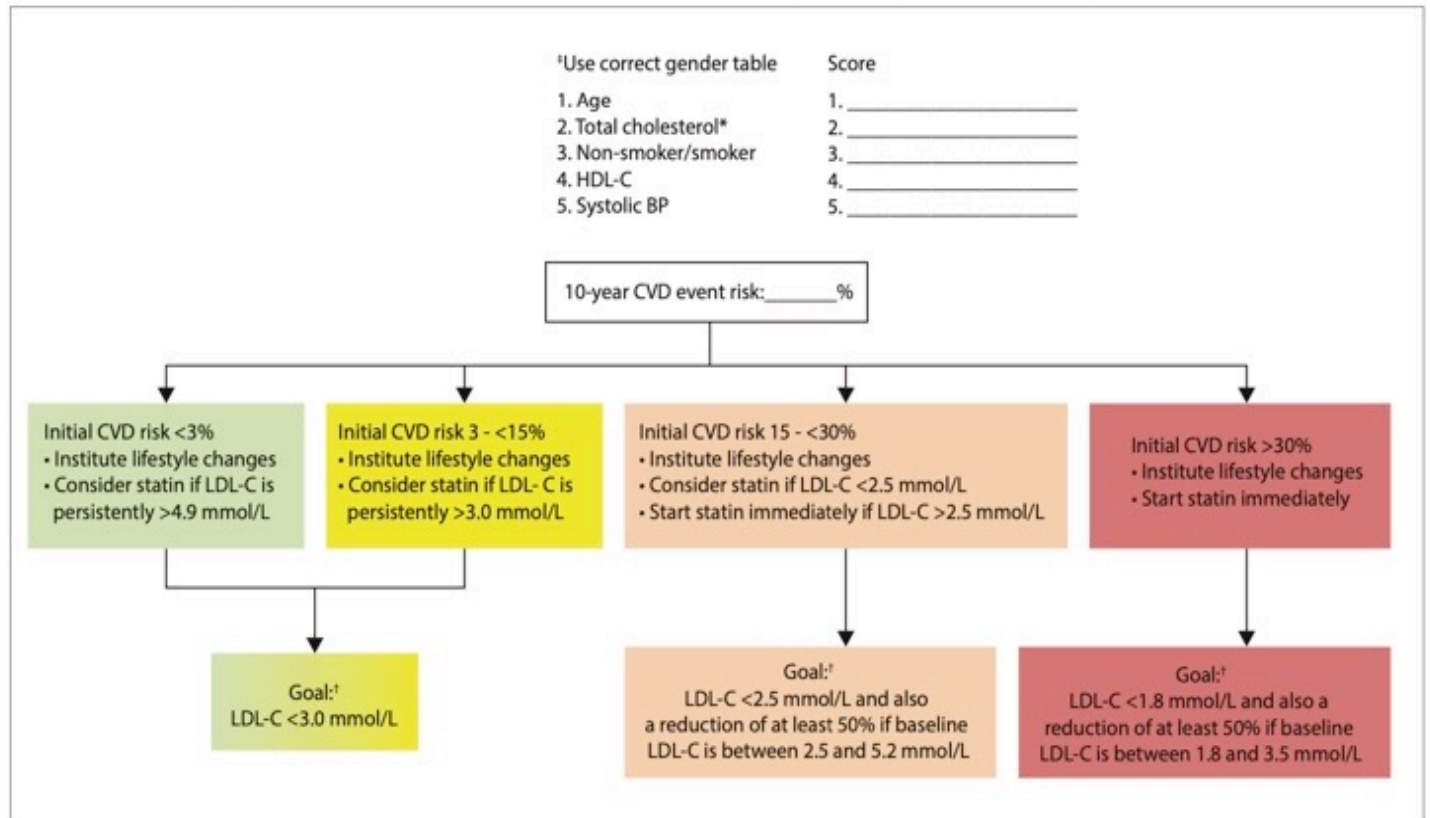 ‡Use correct gender table Score
1. Age 1. ____________________
2. Total cholesterol* 2. ____________________
3. Non-smoker/smoker 3. ____________________
4. HDL-C 4. ____________________
5. Systolic BP 5. ____________________
10-year CVD event risk:_______%
Initial CVD risk <3%
• Institute lifestyle changes
• Consider statin if LDL-C is
persistently >4.9 mmol/L
Initial CVD risk 3 - <15%
• Institute lifestyle changes
• Consider statin if LDL- C is
persistently >3.0 mmol/L
Initial CVD risk 15 - <30%
• Institute lifestyle changes
• Consider statin if LDL-C <2.5 mmol/L
• Start statin immediately if LDL-C >2.5 mmol/L
Initial CVD risk >30%
• Institute lifestyle changes
• Start statin immediately
Goal:†
LDL-C <3.0 mmol/L
Goal:†
LDL-C <2.5 mmol/L and also
a reduction of at least 50% if baseline
LDL-C is between 2.5 and 5.2 mmol/L
Goal:†
LDL-C <1.8 mmol/L and also a
reduction of at least 50% if baseline
LDL-C is between 1.8 and 3.5 mmol/L